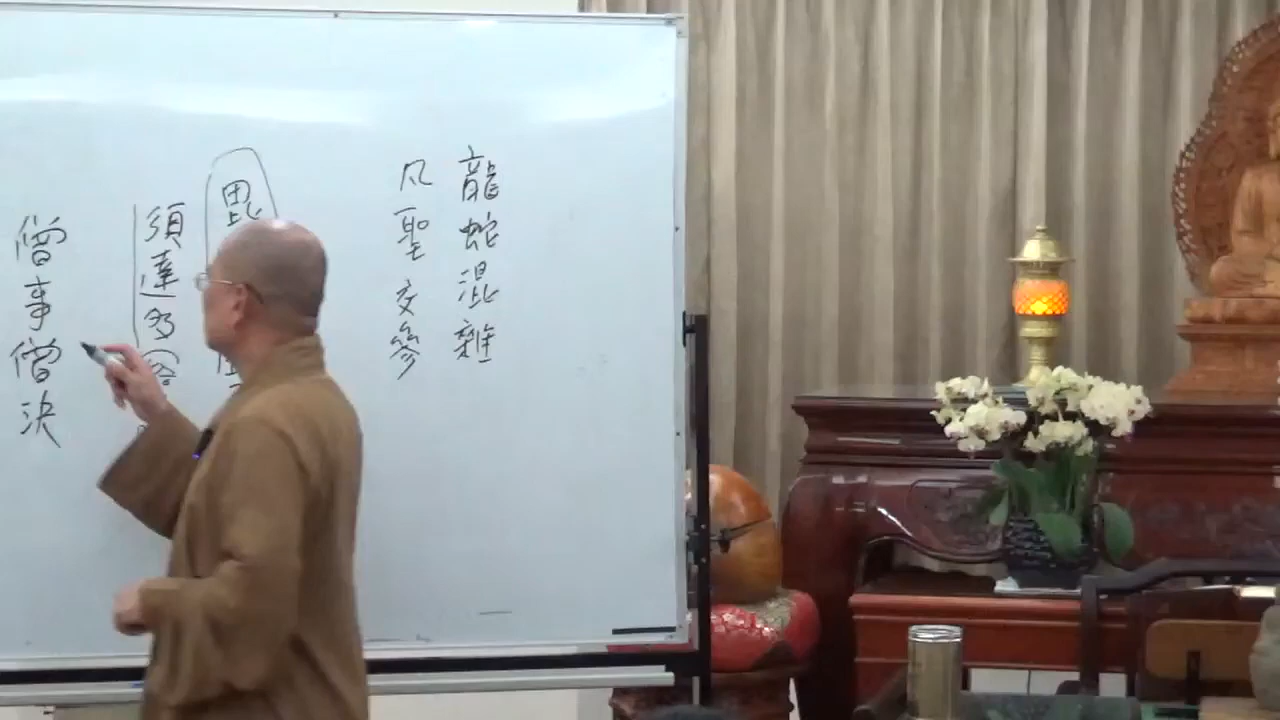 龍蛇混雜
凡聖交參
毘
須達多
僧事僧決